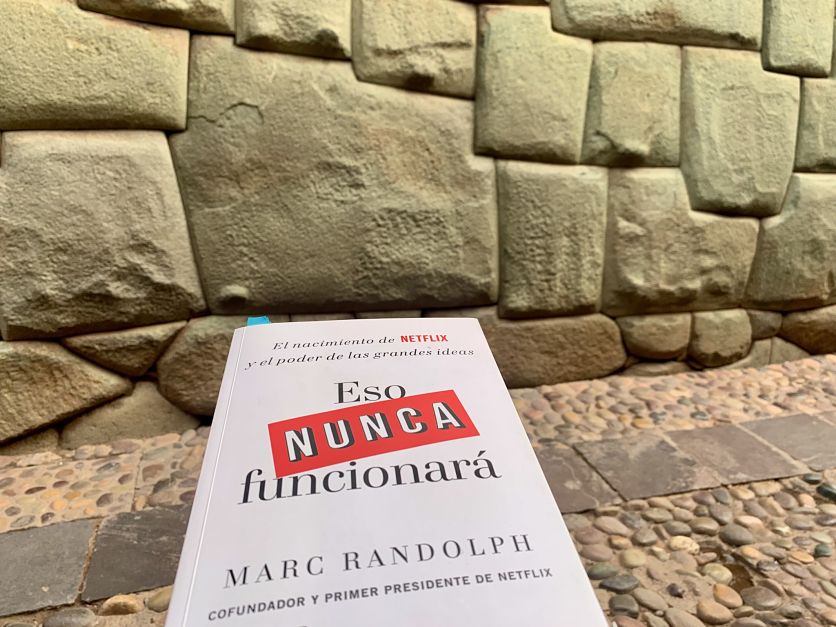 El nacimiento de NETFLIX
y el poder de las grandes ideas
Eso
NUNCA
funcionará
MARC RANDOLPH
COFUNDADOR Y PRIMER PRESIDENTE DE NETFLIX